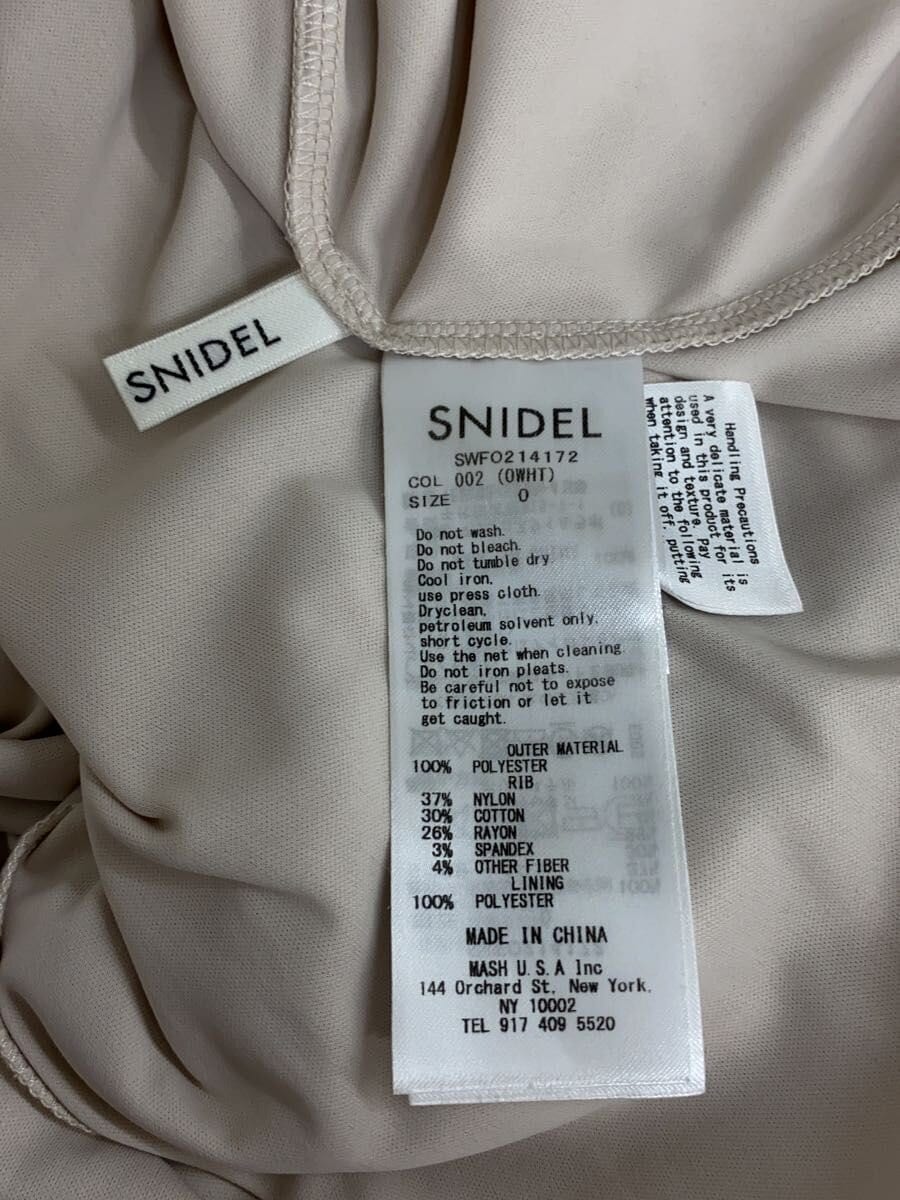 SNIDEL
SNIDEL
SWFO214172
COL 002 (OWHT)
SIZE 0
Do not wash.
Do not bleach.
Do not tumble dry.
Cool iron.
use press cloth.
Dryclean,
petroleum solvent only.
short cycle.
Use the net when cleaning.
Do not iron pleats.
Be careful not to expose
to friction or let it
get caught.
OUTER MATERIAL
100% POLYESTER
RIB
37% NYLON
30% COTTON
26% RAYON
3% SPANDEX
4% OTHER FIBER
LINING
100% POLYESTER
MADE IN CHINA
MASH U.S.A Inc
144 Orchard St, New York,
NY 10002
TEL 917 409 5520
Handling Precautions
A very delicate material is
used in this product for its
design and texture. Pay
attention to the following
when taking it off, putting